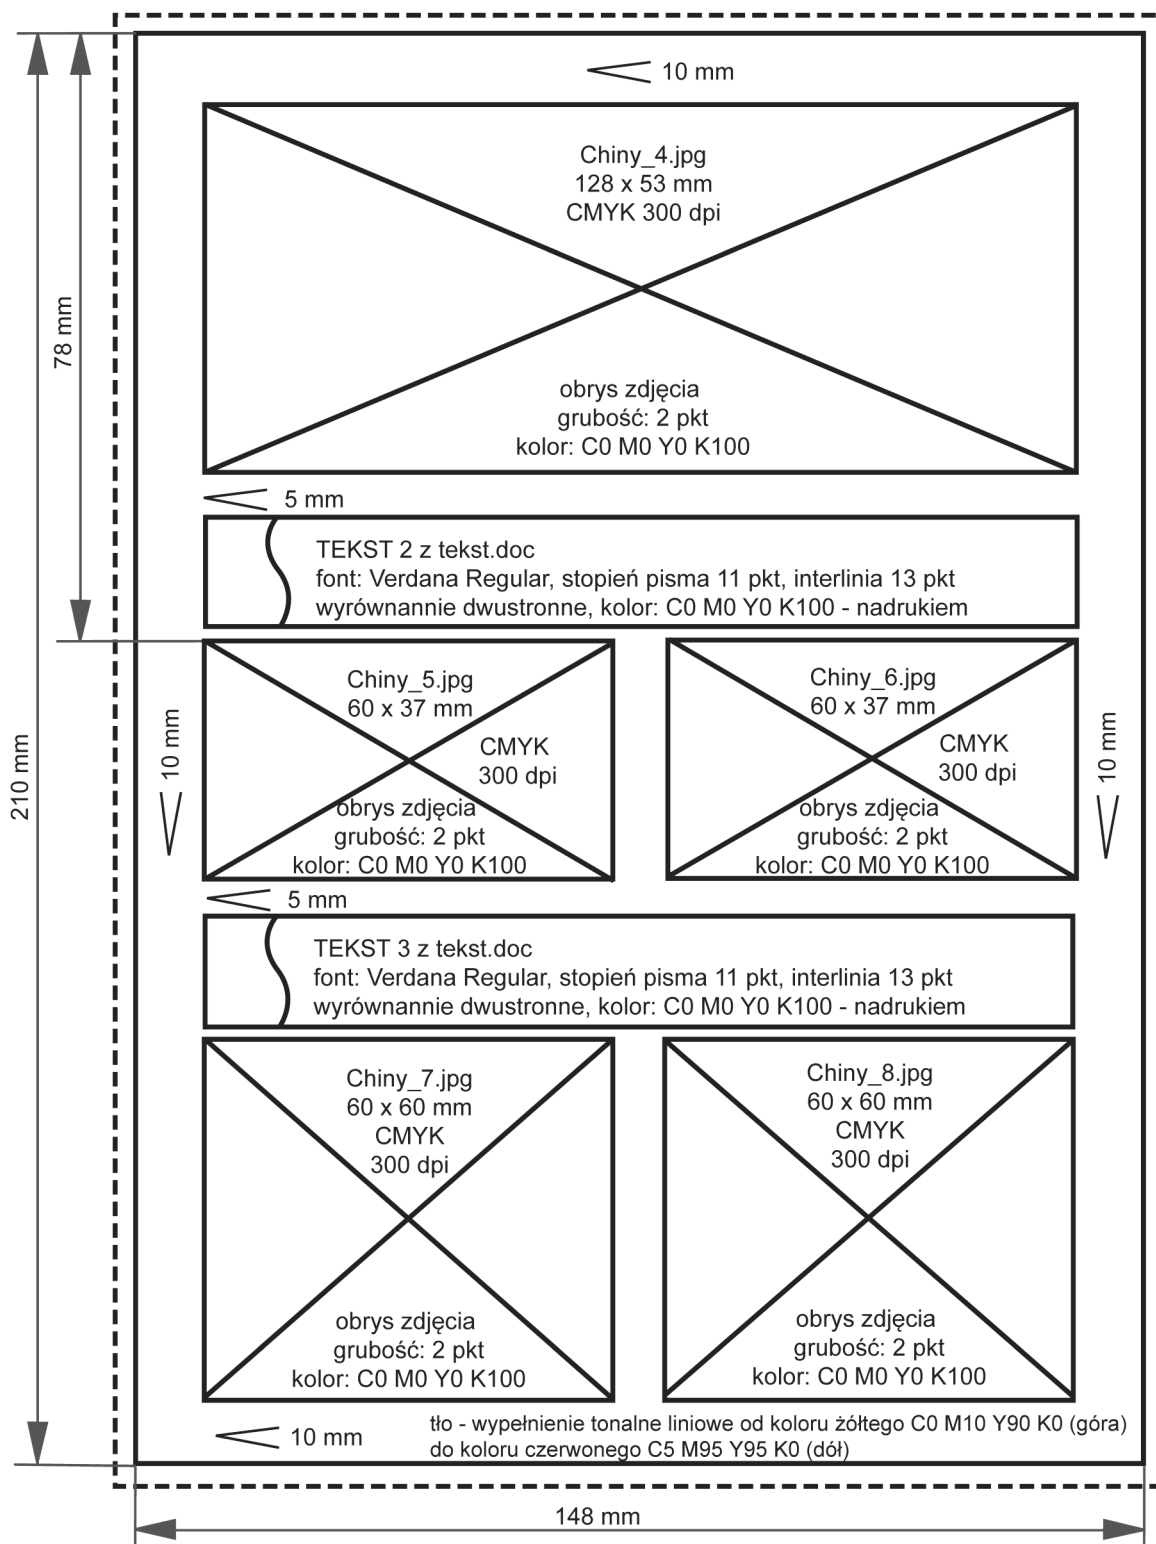 10 mm
Chiny_4.jpg
128 x 53 mm
CMYK 300 dpi
78 mm
obrys zdjęcia
grubość: 2 pkt
kolor: C0 M0 Y0 K100
5 mm
TEKST 2 z tekst.doc
font: Verdana Regular, stopień pisma 11 pkt, interlinia 13 pkt
wyrównannie dwustronne, kolor: C0 M0 Y0 K100 - nadrukiem
210 mm
10 mm
Chiny_5.jpg
60 x 37 mm
CMYK
300 dpi
obrys zdjęcia
grubość: 2 pkt
kolor: C0 M0 Y0 K100
Chiny_6.jpg
60 x 37 mm
CMYK
300 dpi
obrys zdjęcia
grubość: 2 pkt
kolor: C0 M0 Y0 K100
10 mm
5 mm
TEKST 3 z tekst.doc
font: Verdana Regular, stopień pisma 11 pkt, interlinia 13 pkt
wyrównannie dwustronne, kolor: C0 M0 Y0 K100 - nadrukiem
Chiny_7.jpg
60 x 60 mm
CMYK
300 dpi
obrys zdjęcia
grubość: 2 pkt
kolor: C0 M0 Y0 K100
Chiny_8.jpg
60 x 60 mm
CMYK
300 dpi
obrys zdjęcia
grubość: 2 pkt
kolor: C0 M0 Y0 K100
10 mm
tło - wypełnienie tonalne liniowe od koloru żółtego C0 M10 Y90 K0 (góra)
do koloru czerwonego C5 M95 Y95 K0 (dół)
148 mm